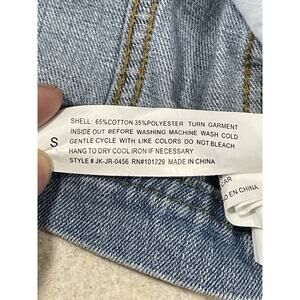 SHELL: 65%COTTON 35%POLYESTER TURN GARMENT
INSIDE OUT BEFORE WASHING MACHINE WASH COLD
GENTLE CYCLE WITH LIKE COLORS DO NOT BLEACH
HANG TO DRY COOL IRON IF NECESSARY
STYLE # JK-JR-0456 RN#101229 MADE IN CHINA
S
EN CHINA